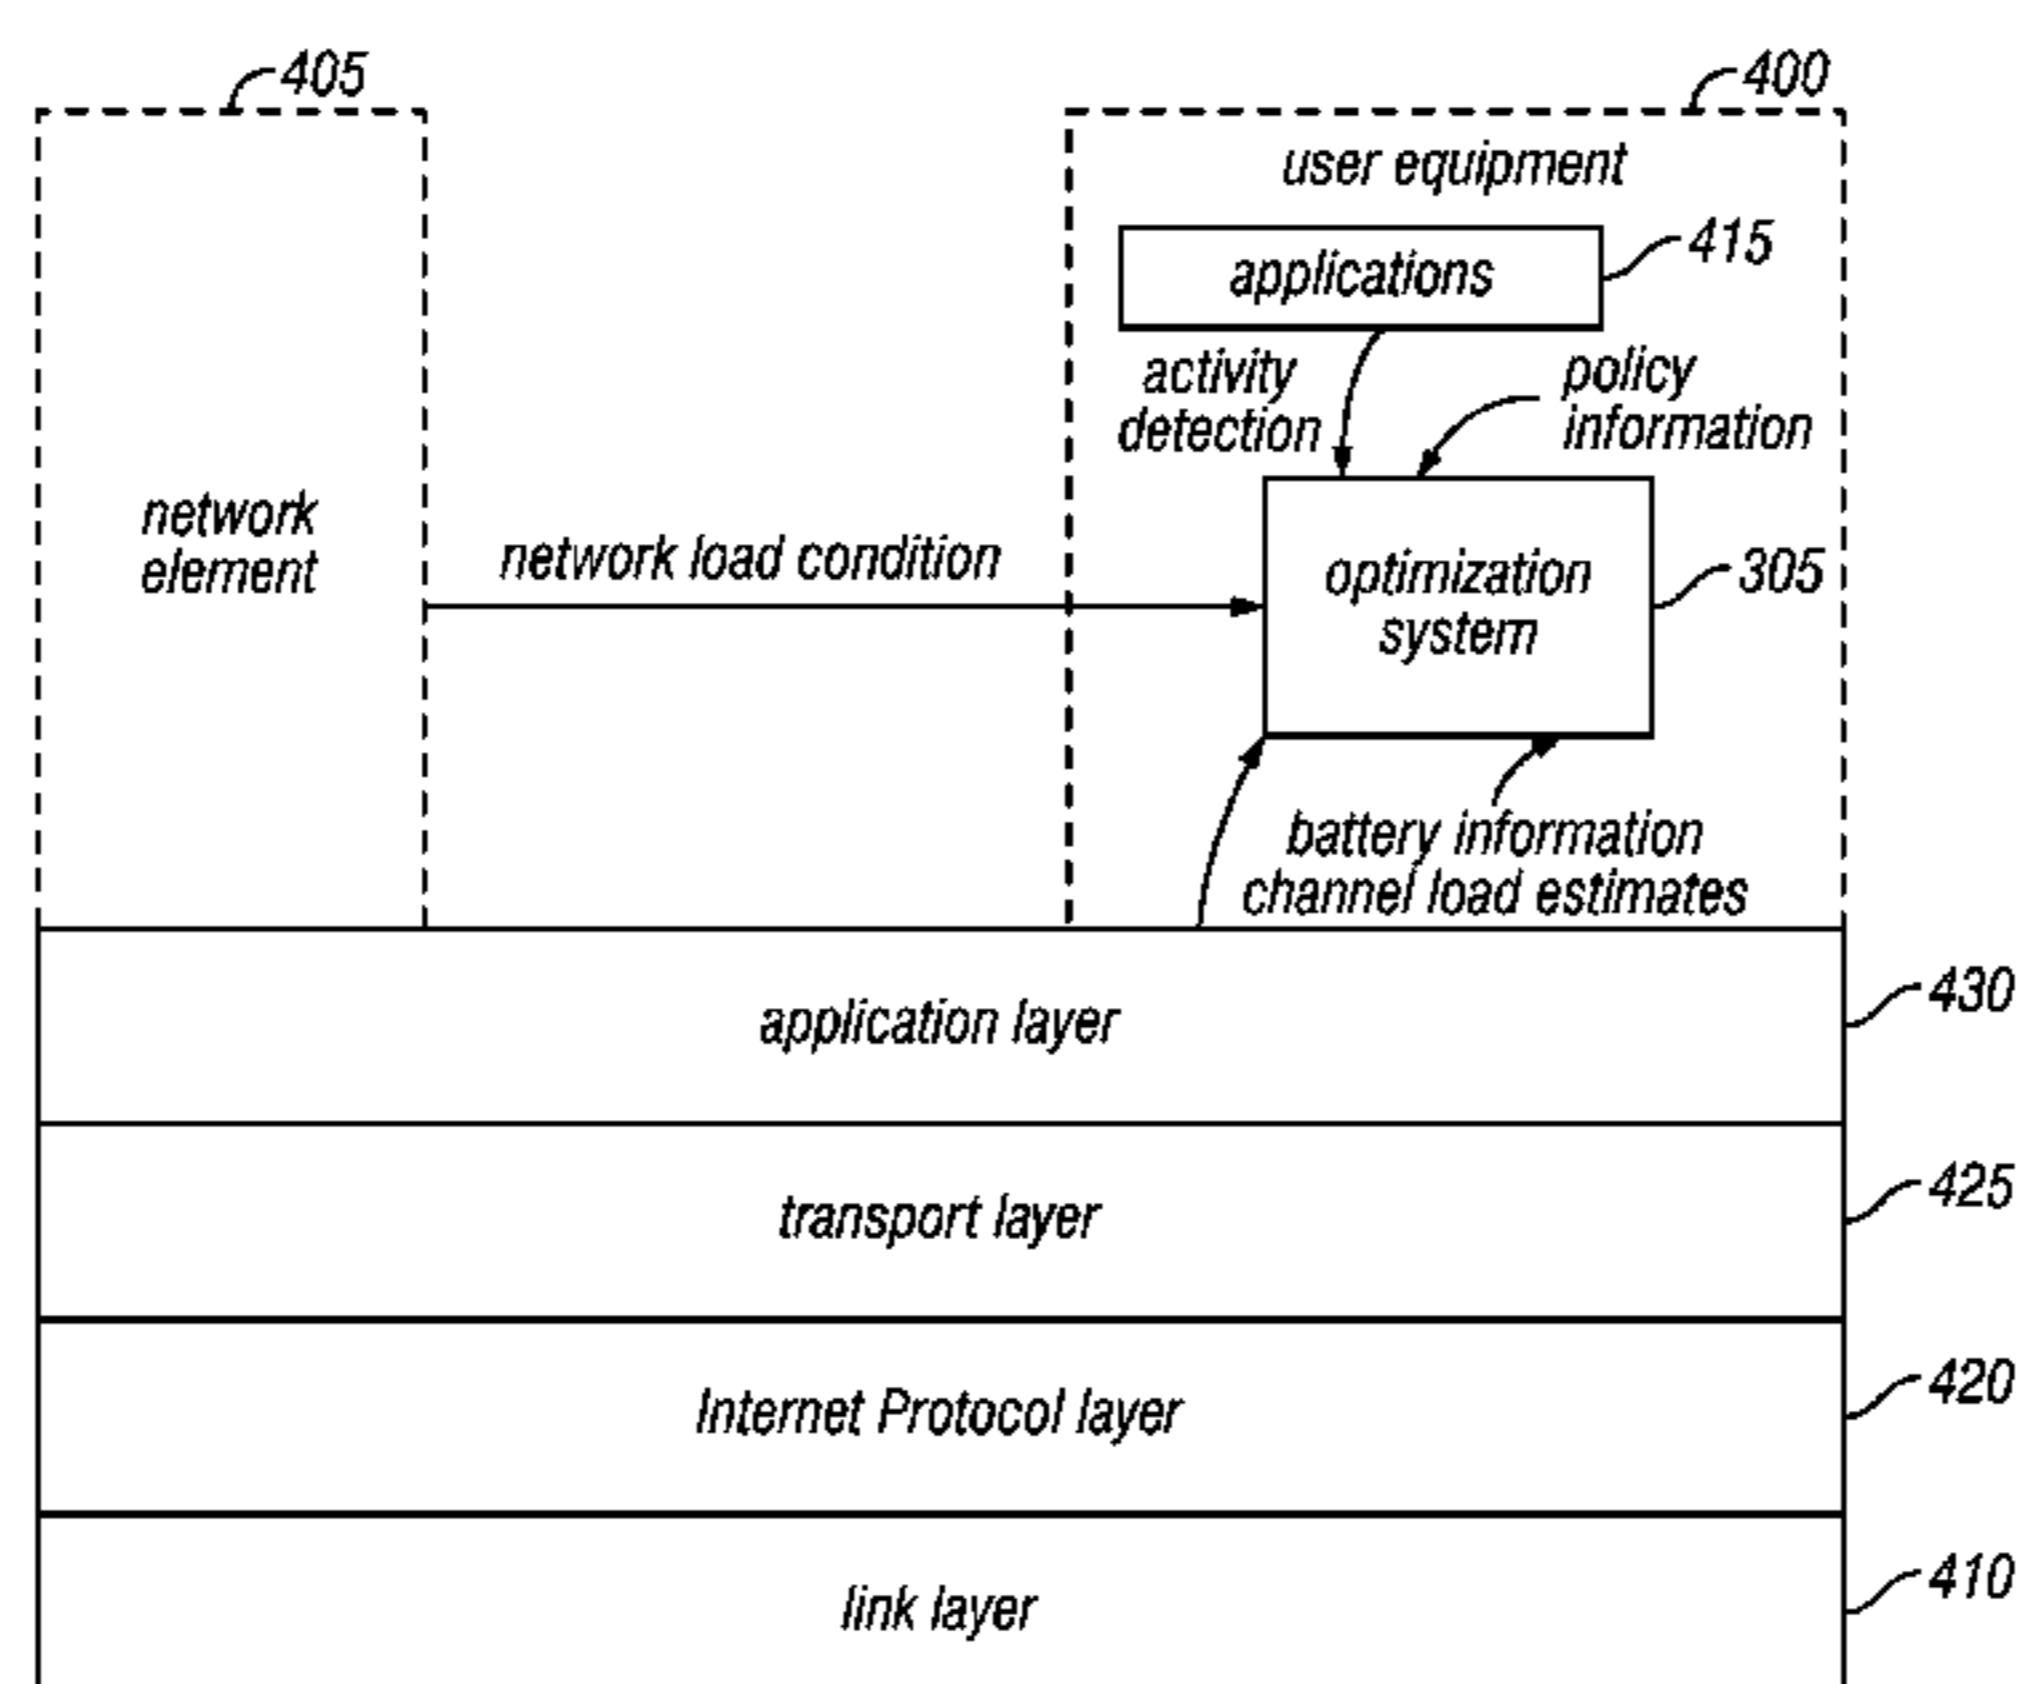 405
400
user equipment
applications
415
activity
detection
policy
information
network
element
network load condition
optimization
system
305
battery information
channel load estimates
application layer
430
transport layer
425
Internet Protocol layer
420
link layer
410